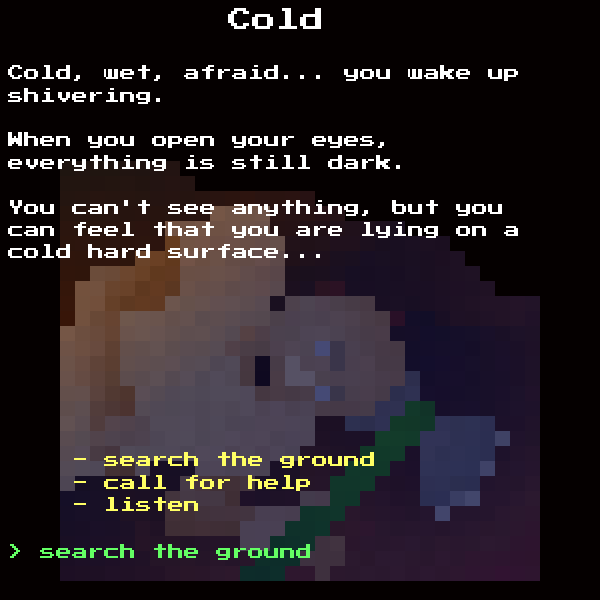 Cold
Cold, wet, afraid... you wake up
shivering.
When you open your eyes,
everything is still dark.
You can't see anything, but you
can feel that you are lying on a
cold hard surface...
- search the ground
- call for help
- listen
> search the ground